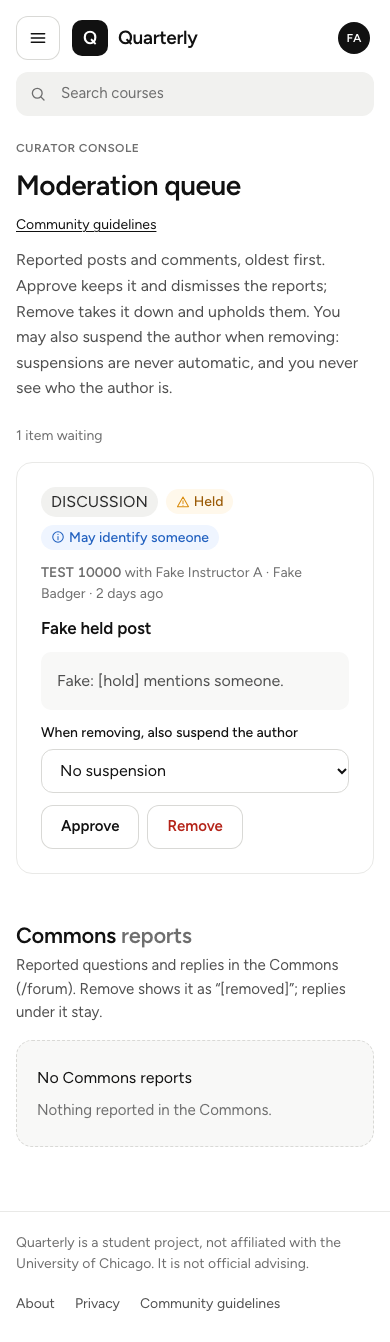 Q Quarterly FA
Search courses
CURATOR CONSOLE
Moderation queue
Community guidelines
Reported posts and comments, oldest first.
Approve keeps it and dismisses the reports;
Remove takes it down and upholds them. You
may also suspend the author when removing:
suspensions are never automatic, and you never
see who the author is.
1 item waiting
DISCUSSION Held
May identify someone
TEST 10000 with Fake Instructor A · Fake
Badger · 2 days ago
Fake held post
Fake: [hold] mentions someone.
When removing, also suspend the author
No suspension
Approve Remove
Commons reports
Reported questions and replies in the Commons
(/forum). Remove shows it as “[removed]”; replies
under it stay.
No Commons reports
Nothing reported in the Commons.
Quarterly is a student project, not affiliated with the
University of Chicago. It is not official advising.
About Privacy Community guidelines